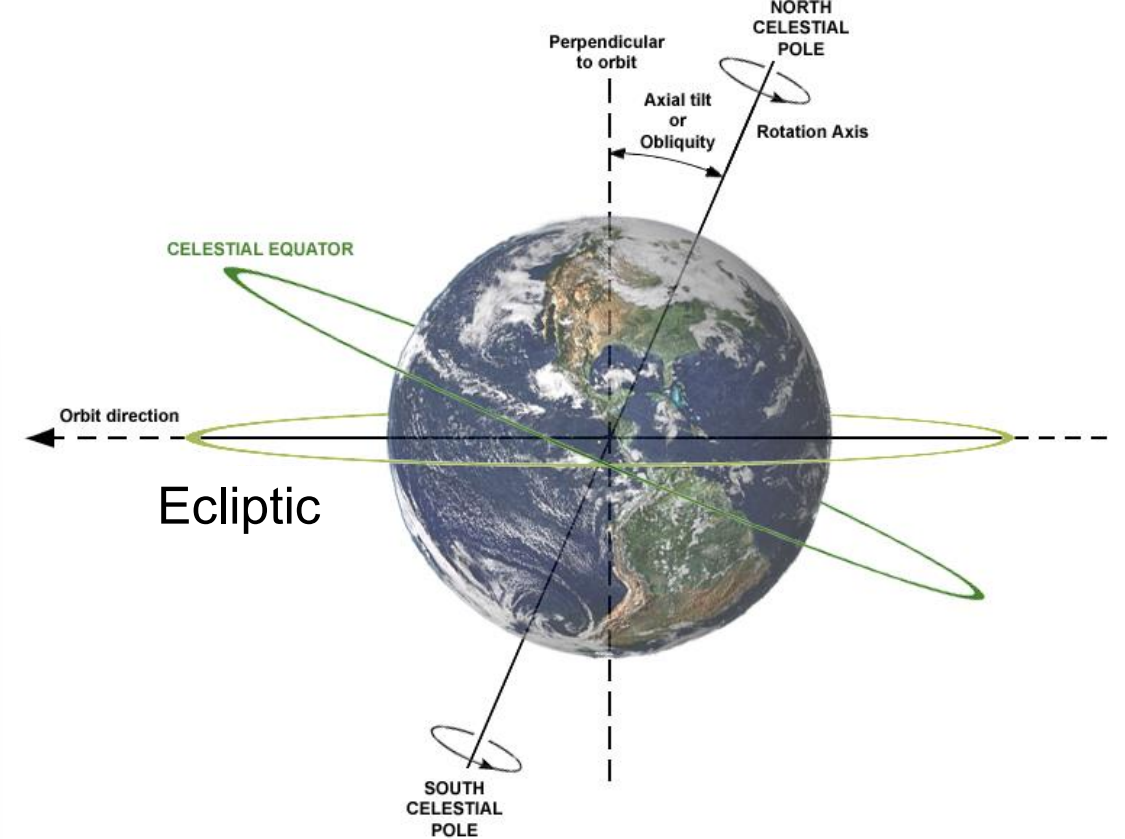 NORTH
CELESTIAL
POLE
Perpendicular
to orbit
Axial tilt
or
Obliquity
Rotation Axis
CELESTIAL EQUATOR
Orbit direction
Ecliptic
SOUTH
CELESTIAL
POLE